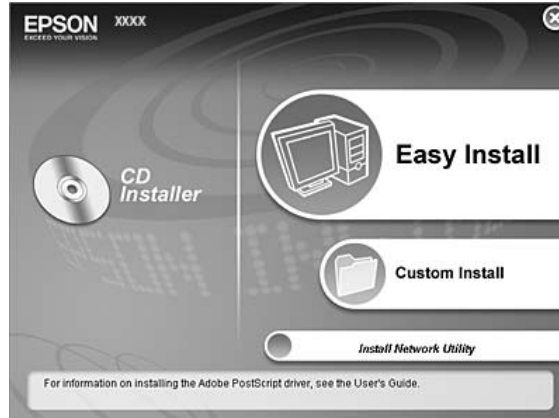 EPSON XXXX
EXCEED YOUR VISION
CD
Installer
Easy Install
Custom Install
Install Network Utility
For information on installing the Adobe PostScript driver, see the User's Guide.